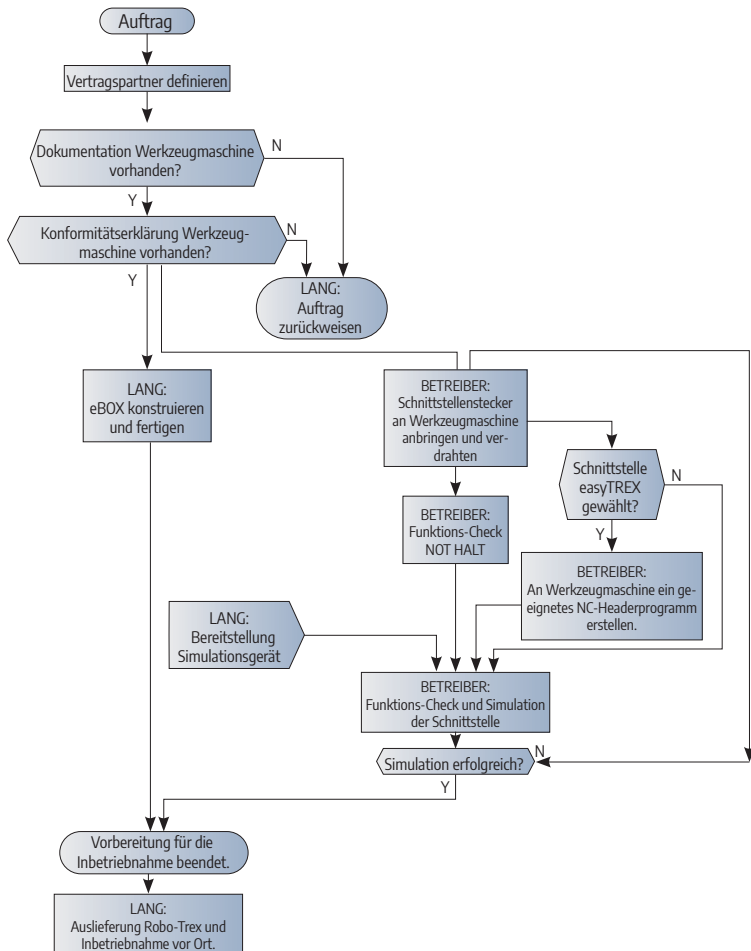 Auftrag
Vertragspartner definieren
Dokumentation Werkzeugmaschine
vorhanden?
N
Y
Konformitätserklärung Werkzeug-
maschine vorhanden?
N
Y
LANG:
Auftrag
zurückweisen
LANG:
eBOX konstruieren
und fertigen
BETREIBER:
Schnittstellenstecker
an Werkzeugmaschine
anbringen und ver-
drahten
Schnittstelle
easyTREX
gewählt?
N
Y
BETREIBER:
Funktions-Check
NOT HALT
BETREIBER:
An Werkzeugmaschine ein ge-
eignetes NC-Headerprogramm
erstellen.
LANG:
Bereitstellung
Simulationsgerät
BETREIBER:
Funktions-Check und Simulation
der Schnittstelle
Simulation erfolgreich?
N
Y
Vorbereitung für die
Inbetriebnahme beendet.
LANG:
Auslieferung Robo-Trex und
Inbetriebnahme vor Ort.